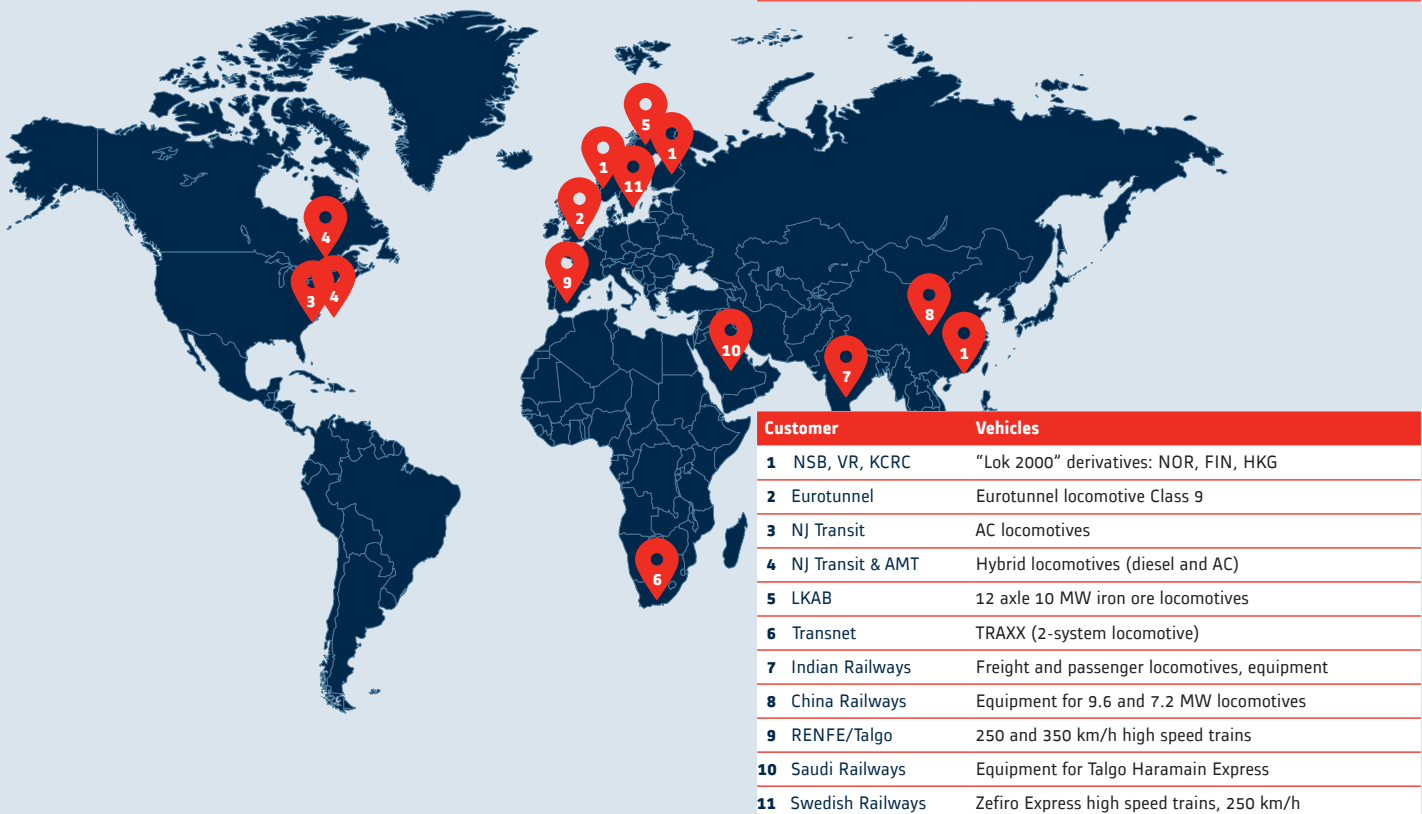 5
1
1
11
2
4
9
3
4
8
10
1
7
6
Customer Vehicles
1 NSB, VR, KCRC “Lok 2000” derivatives: NOR, FIN, HKG
2 Eurotunnel Eurotunnel locomotive Class 9
3 NJ Transit AC locomotives
4 NJ Transit & AMT Hybrid locomotives (diesel and AC)
5 LKAB 12 axle 10 MW iron ore locomotives
6 Transnet TRAXX (2-system locomotive)
7 Indian Railways Freight and passenger locomotives, equipment
8 China Railways Equipment for 9.6 and 7.2 MW locomotives
9 RENFE/Talgo 250 and 350 km/h high speed trains
10 Saudi Railways Equipment for Talgo Haramain Express
11 Swedish Railways Zefiro Express high speed trains, 250 km/h